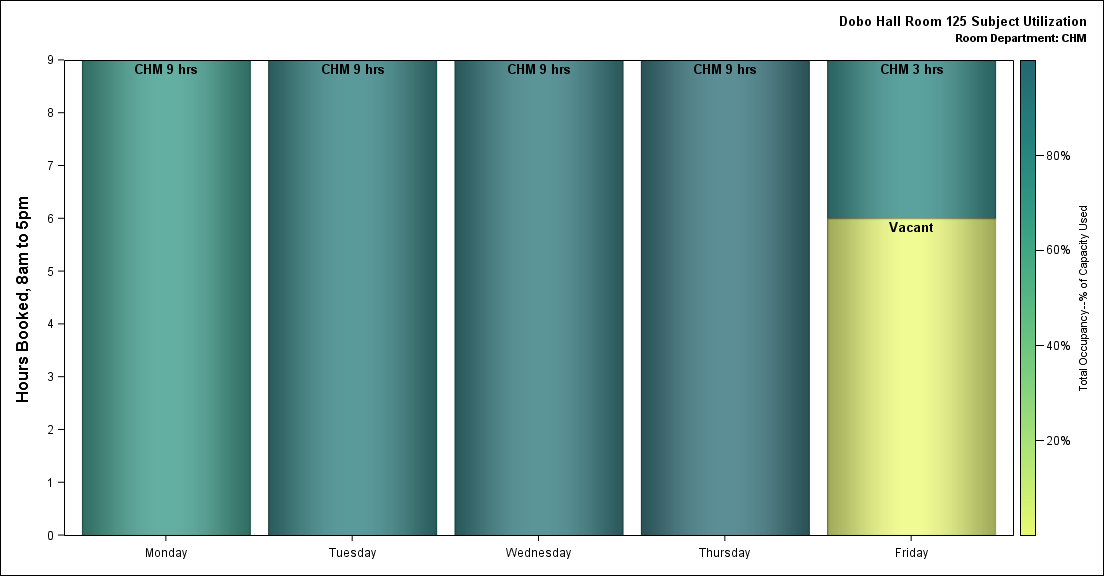 Dobo Hall Room 125 Subject Utilization
Room Department: CHM
Hours Booked, 8am to 5pm
9
8
7
6
5
4
3
2
1
0
CHM 9 hrs
CHM 9 hrs
CHM 9 hrs
CHM 9 hrs
CHM 3 hrs
Vacant
Monday
Tuesday
Wednesday
Thursday
Friday
80%
60%
40%
20%
Total Occupancy--% of Capacity Used